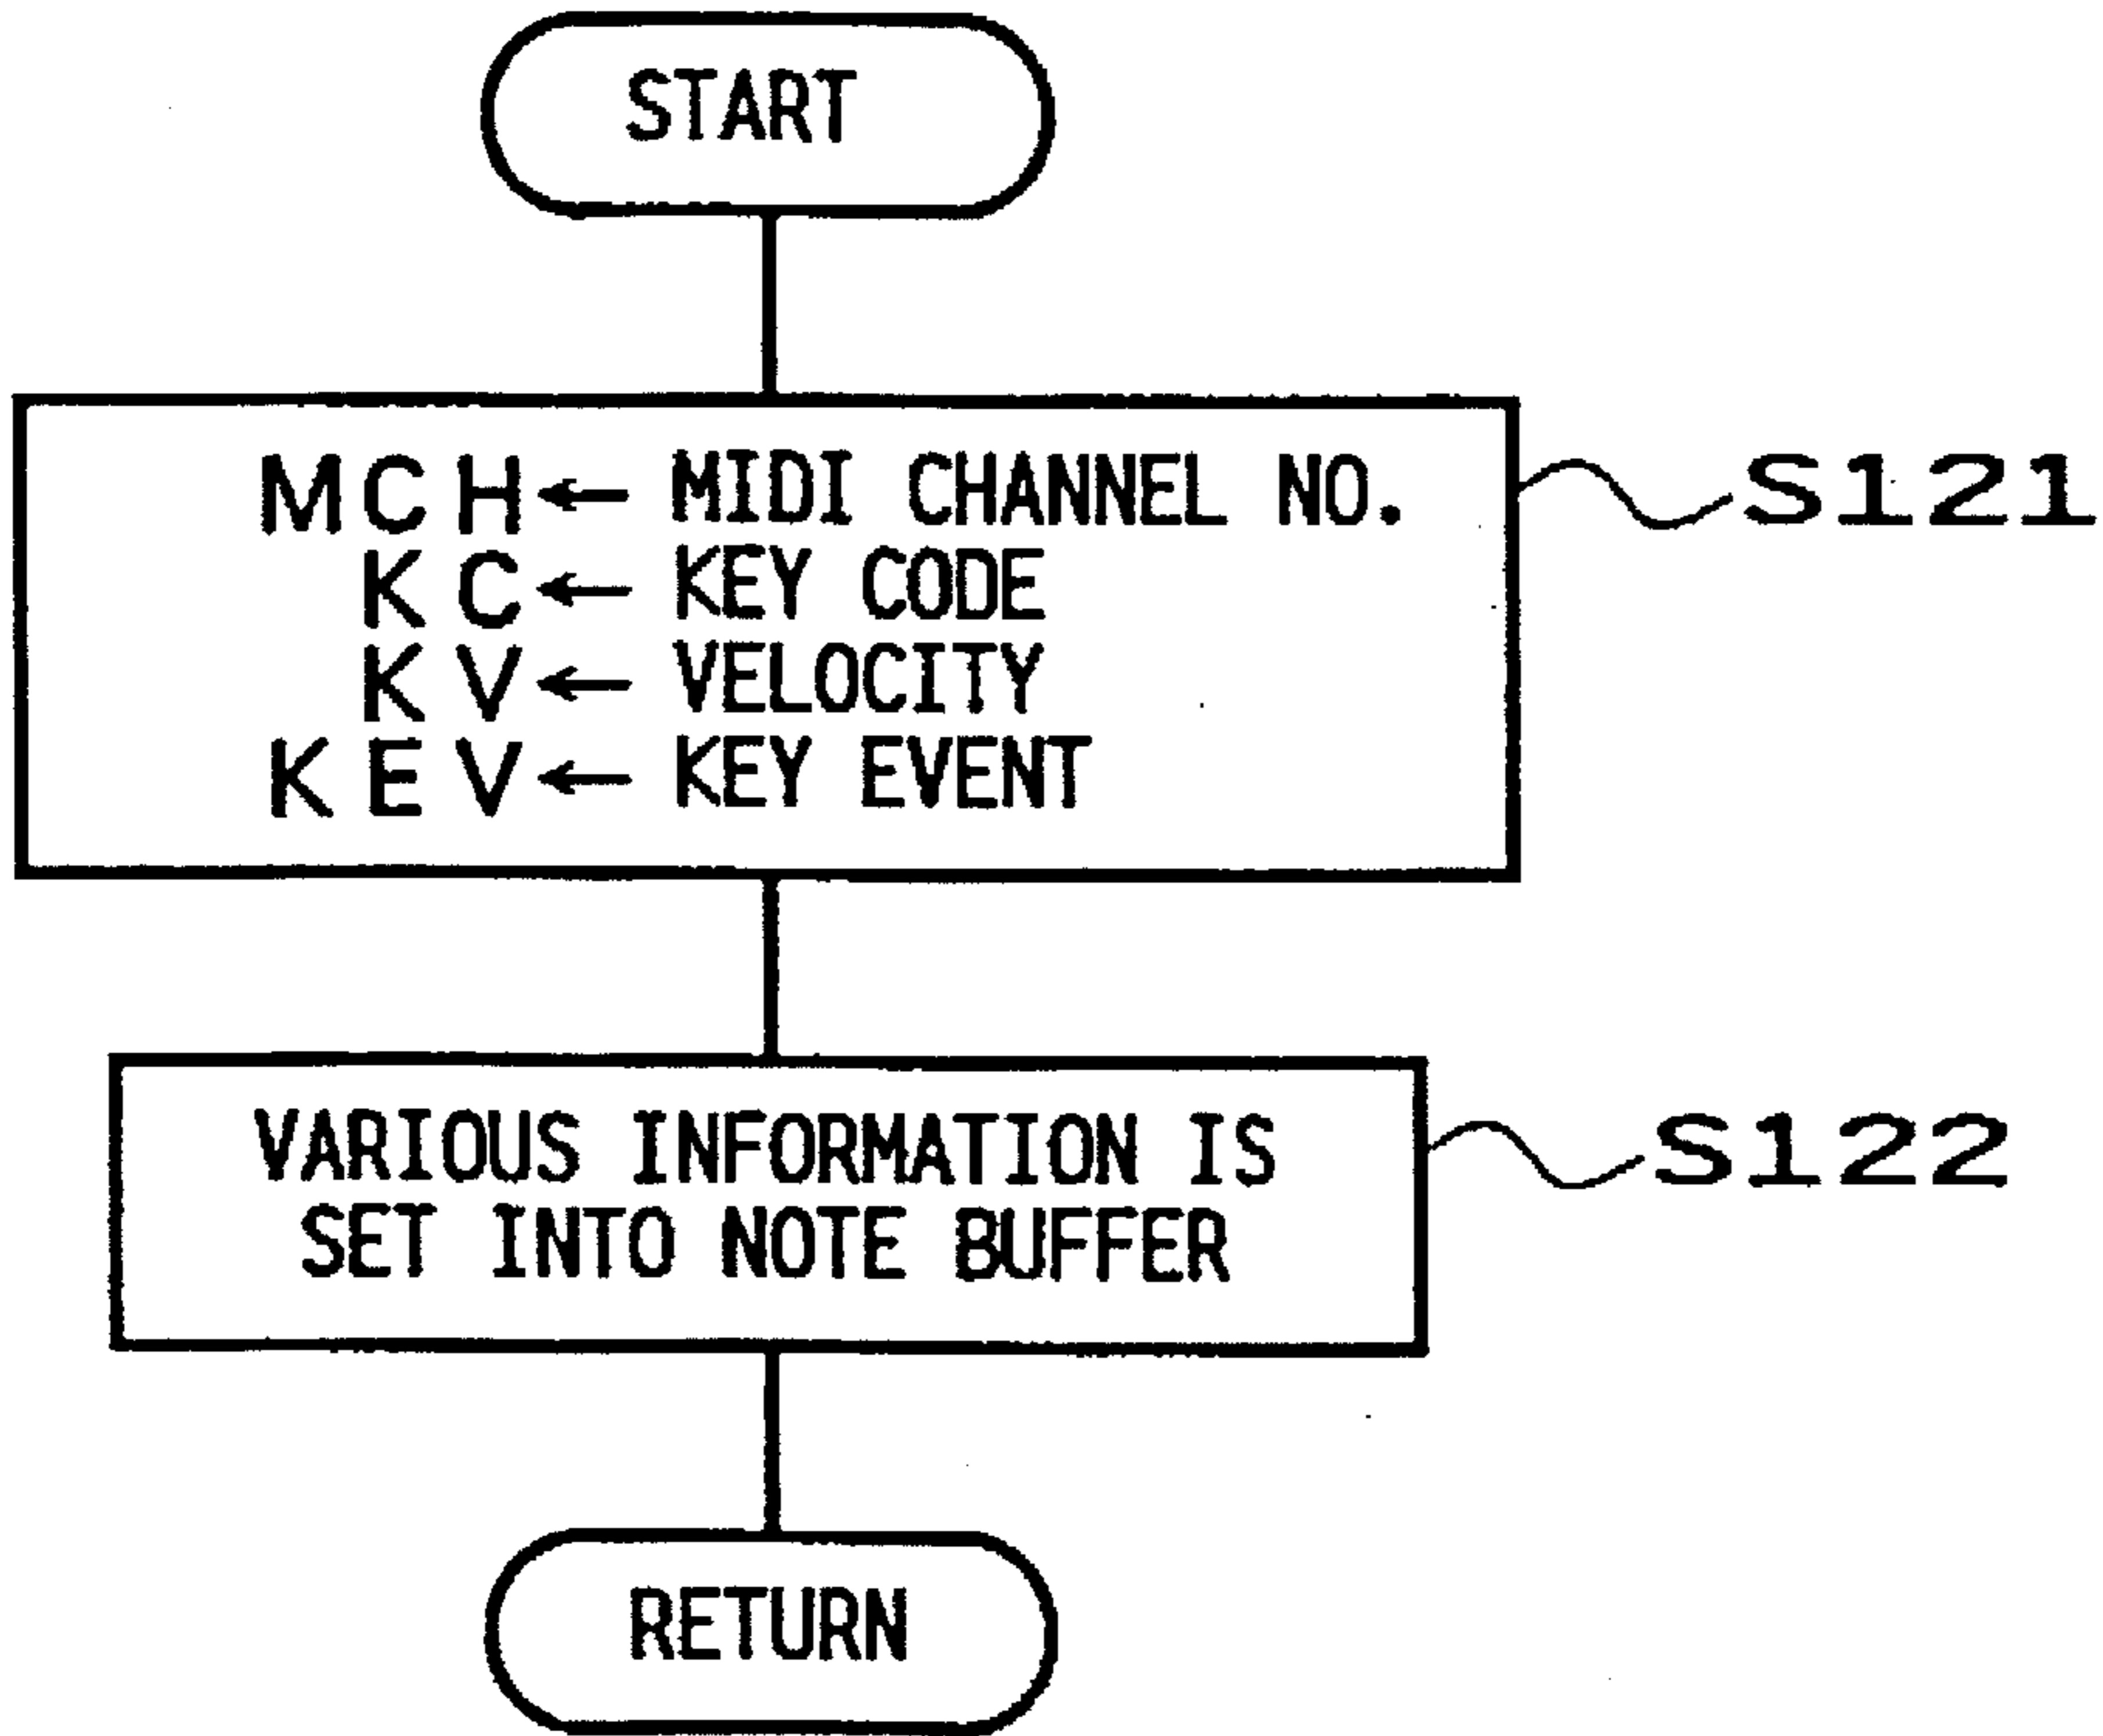 START
MCH← MIDI CHANNEL NO.
KC← KEY CODE
KV← VELOCITY
KEV← KEY EVENT
S121
VARIOUS INFORMATION IS
SET INTO NOTE BUFFER
S122
RETURN